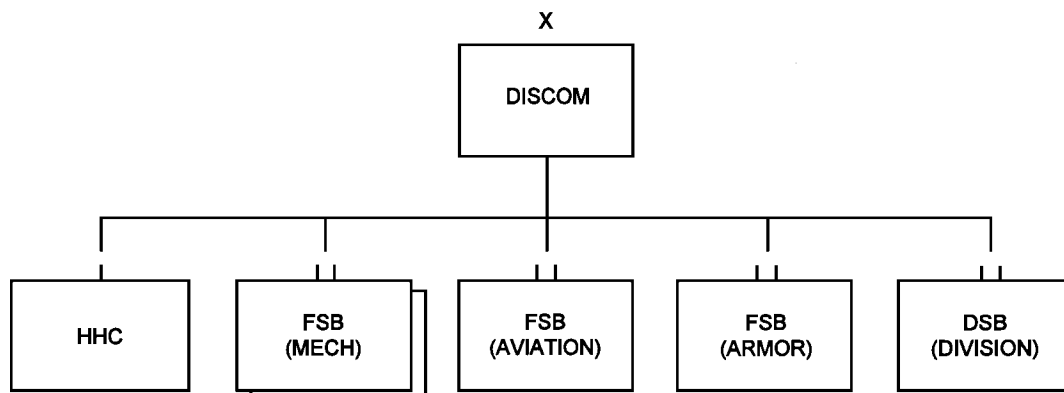 X
DISCOM
HHC
FSB
(MECH)
FSB
(AVIATION)
FSB
(ARMOR)
DSB
(DIVISION)